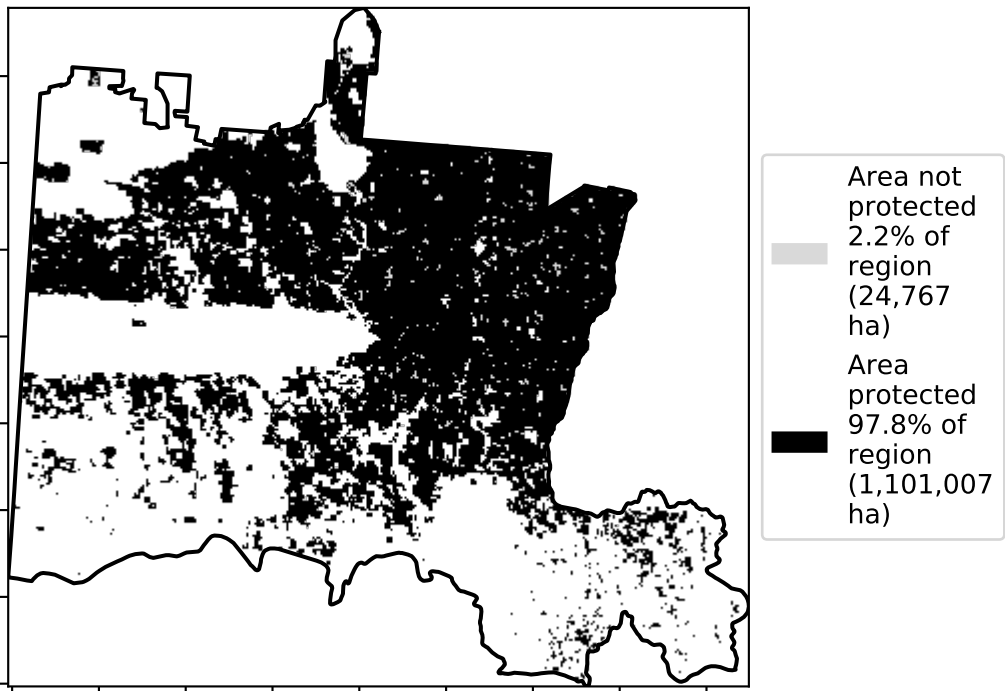 Area not
protected
2.2% of
region
(24,767
ha)
Area
protected
97.8% of
region
(1,101,007
ha)